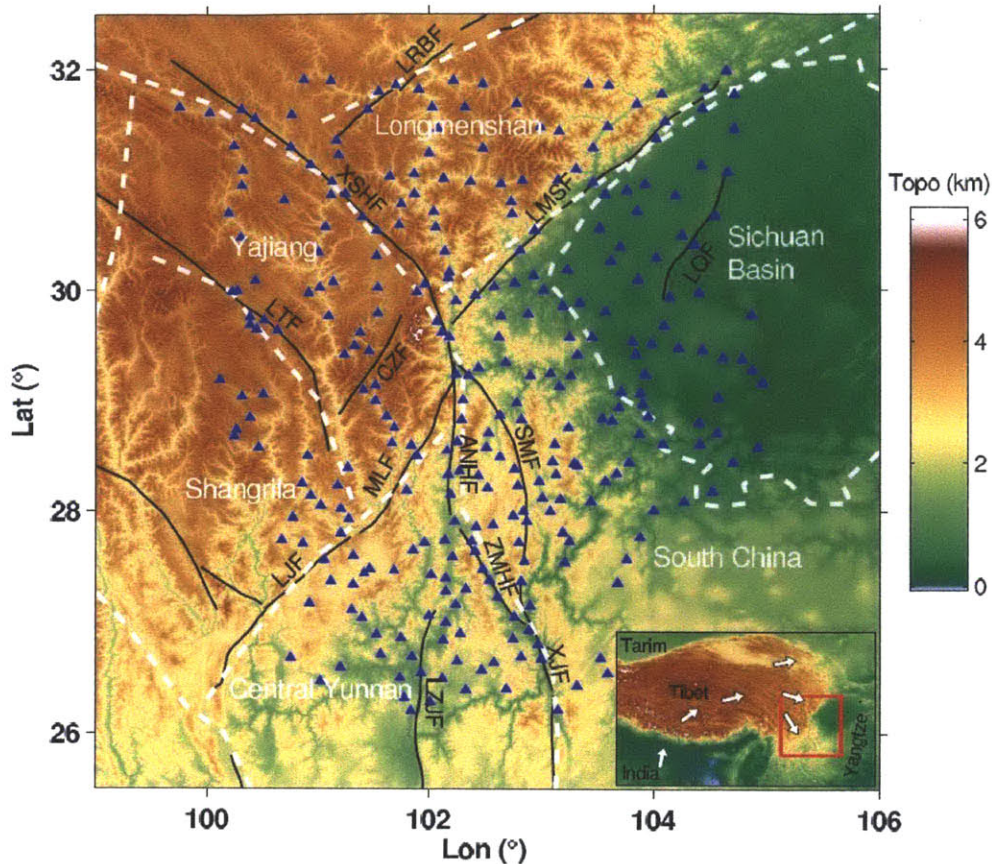 32
30
28
26
Lat (°)
100
102
104
106
Lon (°)
LRBF
Longmenshan
XSHF
LMSF
Yajiang
Sichuan
Basin
LQF
LTF
CZF
ANHF
SMF
MLF
Shangrila
LJF
ZMHF
South China
XJF
Central Yunnan
LZJF
Tarim
Tibet
India
Yangtze
Topo (km)
6
4
2
0